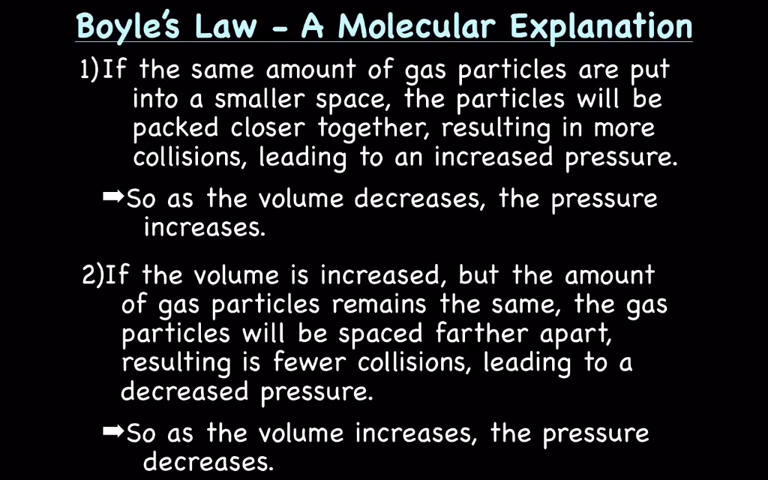 Boyle's Law - A Molecular Explanation
1)If the same amount of gas particles are put
into a smaller space, the particles will be
packed closer together, resulting in more
collisions, leading to an increased pressure.
➡So as the volume decreases, the pressure
increases.
2)If the volume is increased, but the amount
of gas particles remains the same, the gas
particles will be spaced farther apart,
resulting is fewer collisions, leading to a
decreased pressure.
➡So as the volume increases, the pressure
decreases.